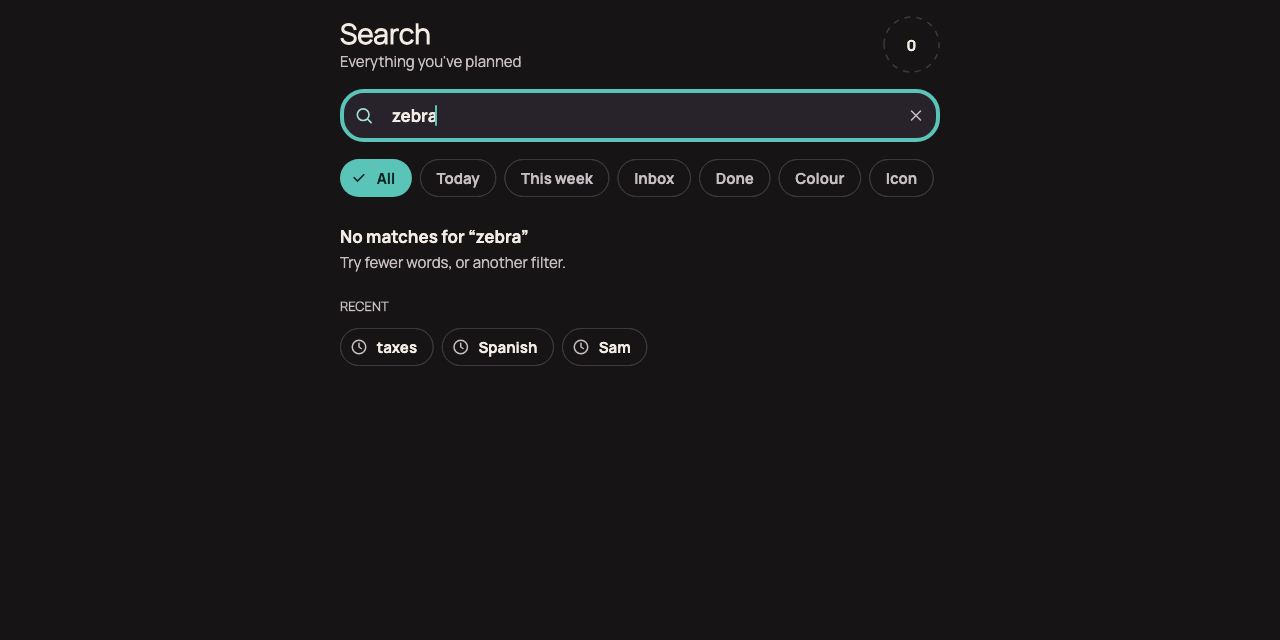 Search
Everything you've planned
0
zebra
All Today This week Inbox Done Colour Icon
No matches for “zebra”
Try fewer words, or another filter.
RECENT
taxes Spanish Sam